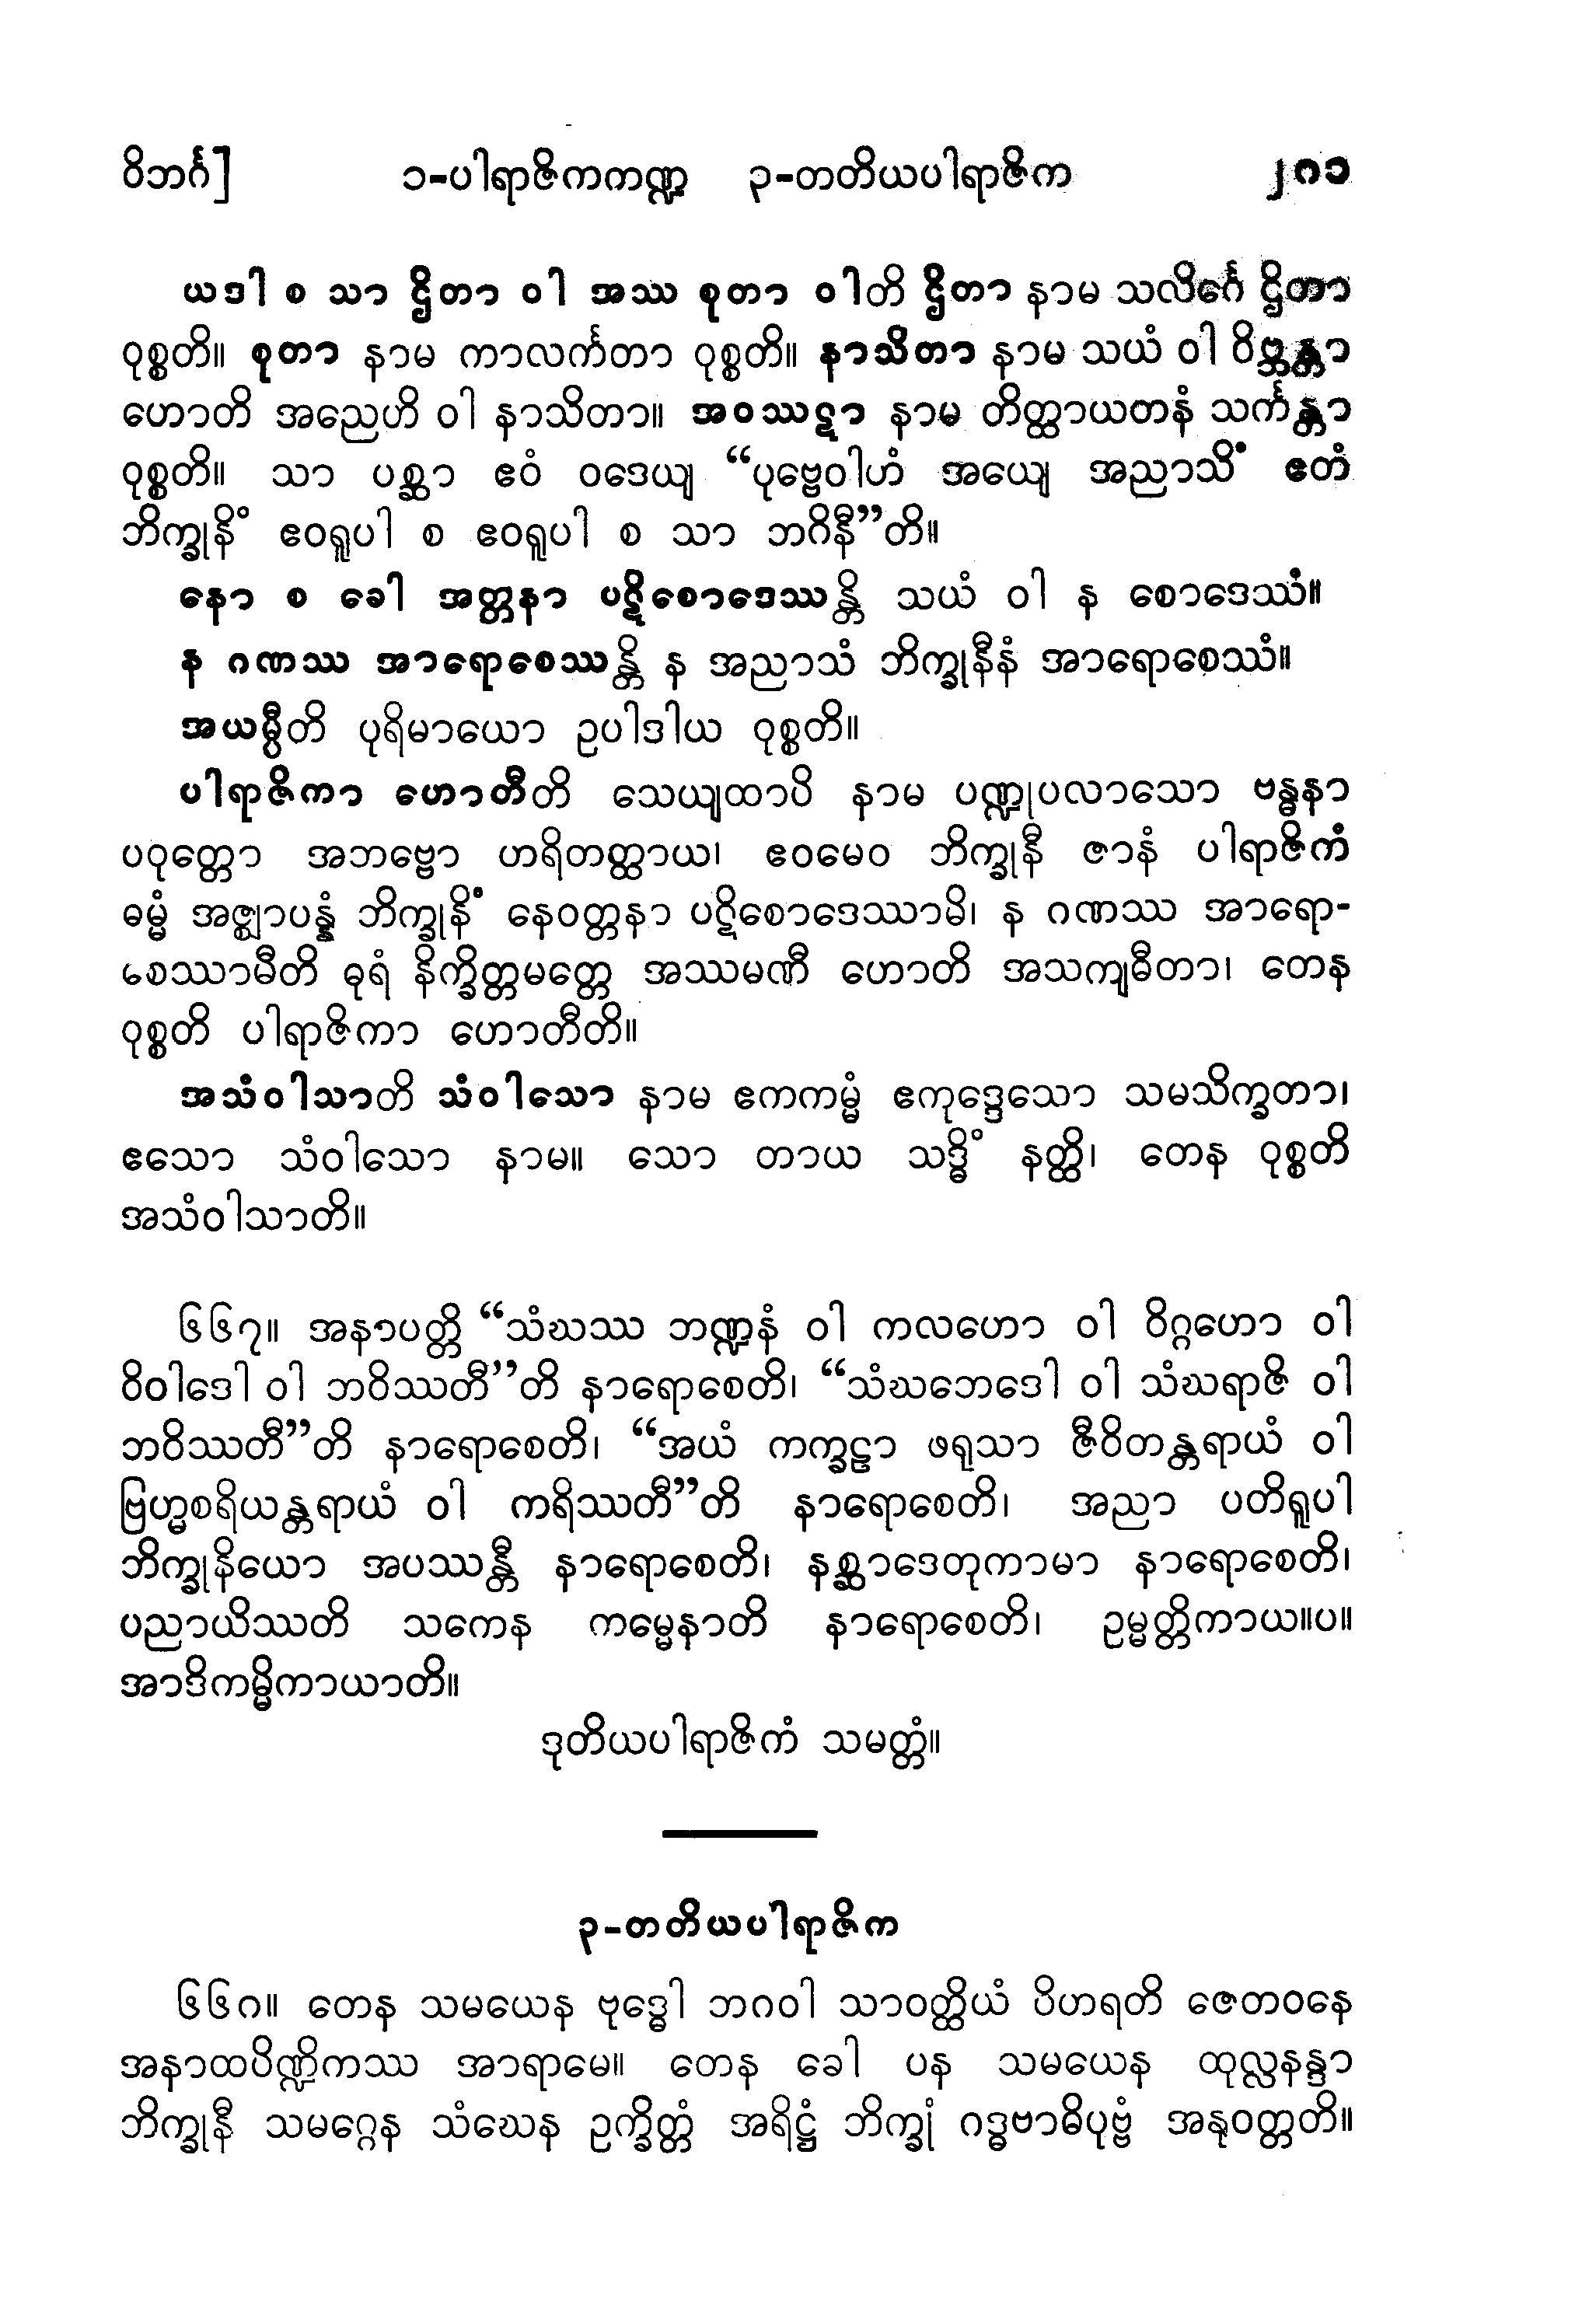 ဝိဘင်္ဂ] ၁-ပါရာဇိကကဏ္ဍ ၃-တတိယပါရာဇိက ၂၈၁
ယဒါ စ သာ ဌိတာ ဝါ အဿ စုတာ ဝါတိ ဌိတာ နာမ သလိင်္ဂေ ဌိတာ
ဝုစ္စတိ။ စုတာ နာမ ကာလင်္ကတာ ဝုစ္စတိ။ နာသိတာ နာမ သယံ ဝါ ဝိဗ္ဘန္တာ
ဟောတိ အညေဟိ ဝါ နာသိတာ။ အဝဿဋာ နာမ တိတ္ထာယတနံ သင်္ကန္တာ
ဝုစ္စတိ။ သာ ပစ္ဆာ ဧဝံ ဝဒေယျ “ပုဗ္ဗေဝါဟံ အယျေ အညာသိံ ဧတံ
ဘိက္ခုနိံ ဧဝရူပါ စ ဧဝရူပါ စ သာ ဘဂိနီ”တိ။
နော စ ခေါ အတ္တနာ ပဋိစောဒေဿန္တိ သယံ ဝါ န စောဒေဿံ။
န ဂဏဿ အာရောစေဿန္တိ န အညာသံ ဘိက္ခုနီနံ အာရောစေဿံ။
အယမ္ပီတိ ပုရိမာယော ဥပါဒါယ ဝုစ္စတိ။
ပါရာဇိကာ ဟောတီတိ သေယျထာပိ နာမ ပဏ္ဍုပလာသော ဗန္ဓနာ
ပဝုတ္တော အဘဗ္ဗော ဟရိတတ္ထာယ၊ ဧဝမေဝ ဘိက္ခုနီ ဇာနံ ပါရာဇိကံ
ဓမ္မံ အဇ္ဈာပန္နံ ဘိက္ခုနိံ နေဝတ္တနာ ပဋိစောဒေဿာမိ၊ န ဂဏဿ အာရော-
စေဿာမီတိ ဓုရံ နိက္ခိတ္တမတ္တေ အဿမဏီ ဟောတိ အသကျဓီတာ၊ တေန
ဝုစ္စတိ ပါရာဇိကာ ဟောတီတိ။
အသံဝါသာတိ သံဝါသော နာမ ဧကကမ္မံ ဧကုဒ္ဒေသော သမသိက္ခတာ၊
ဧသော သံဝါသော နာမ။ သော တာယ သဒ္ဓိံ နတ္ထိ၊ တေန ဝုစ္စတိ
အသံဝါသာတိ။
၆၆၇။ အနာပတ္တိ “သံဃဿ ဘဏ္ဍနံ ဝါ ကလဟော ဝါ ဝိဂ္ဂဟော ဝါ
ဝိဝါဒေါ ဝါ ဘဝိဿတီ”တိ နာရောစေတိ၊ “သံဃဘေဒေါ ဝါ သံဃရာဇိ ဝါ
ဘဝိဿတီ”တိ နာရောစေတိ၊ “အယံ ကက္ခဠာ ဖရုသာ ဇီဝိတန္တရာယံ ဝါ
ဗြဟ္မစရိယန္တရာယံ ဝါ ကရိဿတီ”တိ နာရောစေတိ၊ အညာ ပတိရူပါ
ဘိက္ခုနိယော အပဿန္တီ နာရောစေတိ၊ နစ္ဆာဒေတုကာမာ နာရောစေတိ၊
ပညာယိဿတိ သကေန ကမ္မေနာတိ နာရောစေတိ၊ ဥမ္မတ္တိကာယ။ပ။
အာဒိကမ္မိကာယာတိ။
ဒုတိယပါရာဇိကံ သမတ္တံ။
၃-တတိယပါရာဇိက
၆၆၈။ တေန သမယေန ဗုဒ္ဓေါ ဘဂဝါ သာဝတ္ထိယံ ဝိဟရတိ ဇေတဝနေ
အနာထပိဏ္ဍိကဿ အာရာမေ။ တေန ခေါ ပန သမယေန ထုလ္လနန္ဒာ
ဘိက္ခုနီ သမဂ္ဂေန သံဃေန ဥက္ခိတ္တံ အရိဋ္ဌံ ဘိက္ခုံ ဂဒ္ဓဗာဓိပုဗ္ဗံ အနုဝတ္တတိ။